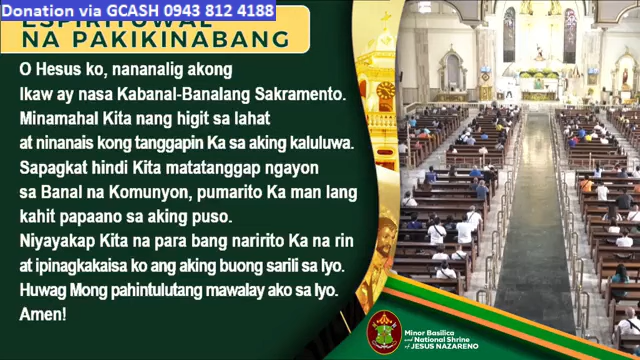 Donation via GCASH 0943 812 4188
ESPIRITUWAL
NA PAKIKINABANG
O Hesus ko, nananalig akong
Ikaw ay nasa Kabanal-Banalang Sakramento.
Minamahal Kita nang higit sa lahat
at ninanais kong tanggapin Ka sa aking kaluluwa.
Sapagkat hindi Kita matatanggap ngayon
sa Banal na Komunyon, pumarito Ka man lang
kahit papaano sa aking puso.
Niyayakap Kita na para bang naririto Ka na rin
at ipinagkakaisa ko ang aking buong sarili sa Iyo.
Huwag Mong pahintulutang mawalay ako sa Iyo.
Amen!
Minor Basilica
and National Shrine
of JESUS NAZARENO